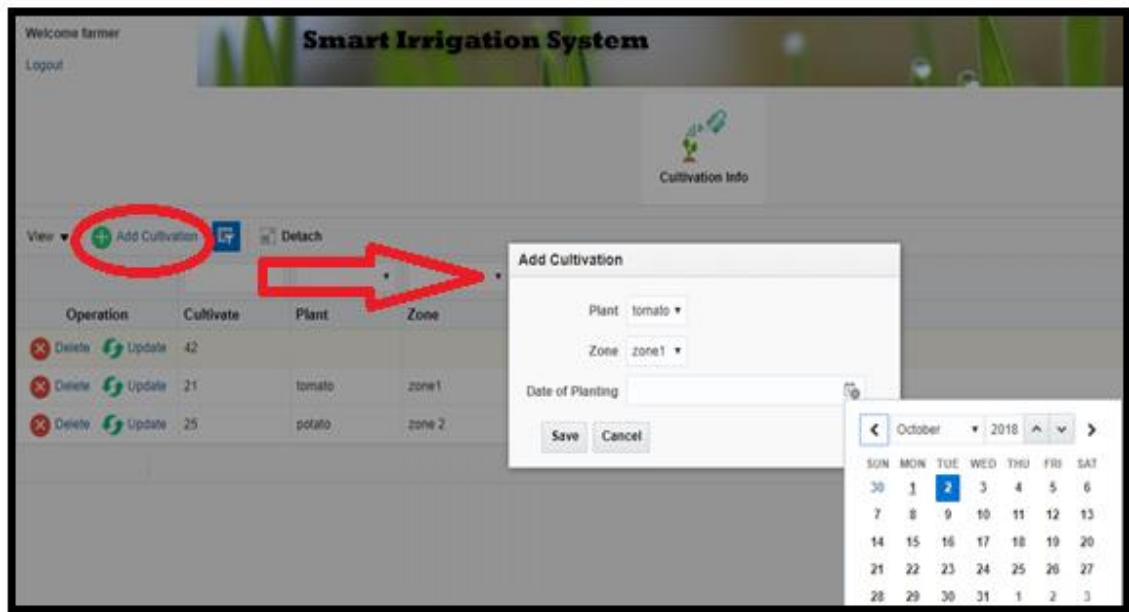 Welcome farmer
Smart Irrigation System
Logout
Cultivation Info
View Add Cultivation Detach
Add Cultivation
Operation Cultivate Plant Zone
Plant tomato
Delete Update 42
Zone zone1
Delete Update 21 tomato zone1
Date of Planting
Delete Update 25 potato zone 2
Save Cancel
October 2018
SUN MON TUE WED THU FRI SAT
30 1 2 3 4 5 6
7 8 9 10 11 12 13
14 15 16 17 18 19 20
21 22 23 24 25 26 27
28 29 30 31 1 2 3